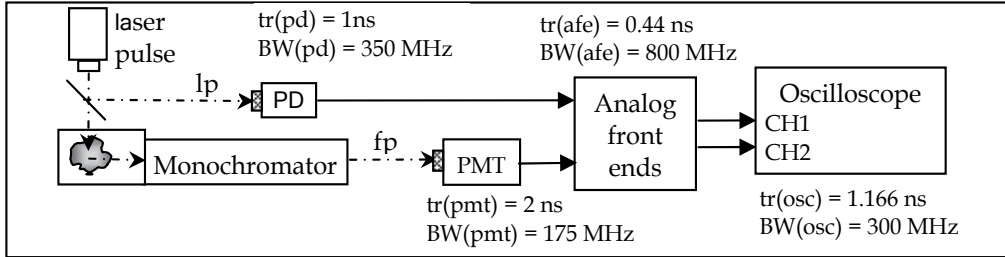 laser
pulse
tr(pd) = 1ns
BW(pd) = 350 MHz
tr(afe) = 0.44 ns
BW(afe) = 800 MHz
lp
PD
Analog
front
ends
Oscilloscope
CH1
CH2
Monochromator
fp
PMT
tr(pmt) = 2 ns
BW(pmt) = 175 MHz
tr(osc) = 1.166 ns
BW(osc) = 300 MHz